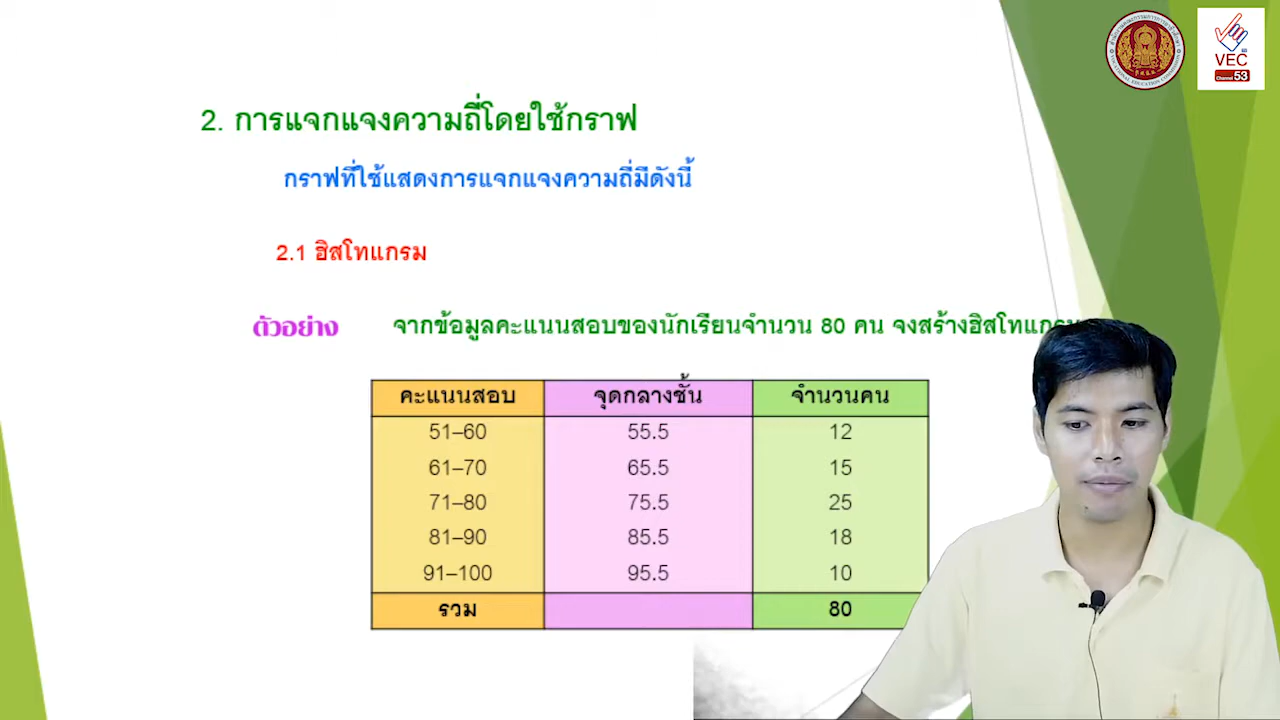 VEC
Channel 53
2. การแจกแจงความถี่โดยใช้กราฟ
กราฟที่ใช้แสดงการแจกแจงความถี่มีดังนี้
2.1 ฮิสโทแกรม
ตัวอย่าง จากข้อมูลคะแนนสอบของนักเรียนจำนวน 80 คน จงสร้างฮิสโทแกรม
คะแนนสอบ จุดกลางชั้น จำนวนคน
51–60 55.5 12
61–70 65.5 15
71–80 75.5 25
81–90 85.5 18
91–100 95.5 10
รวม 80